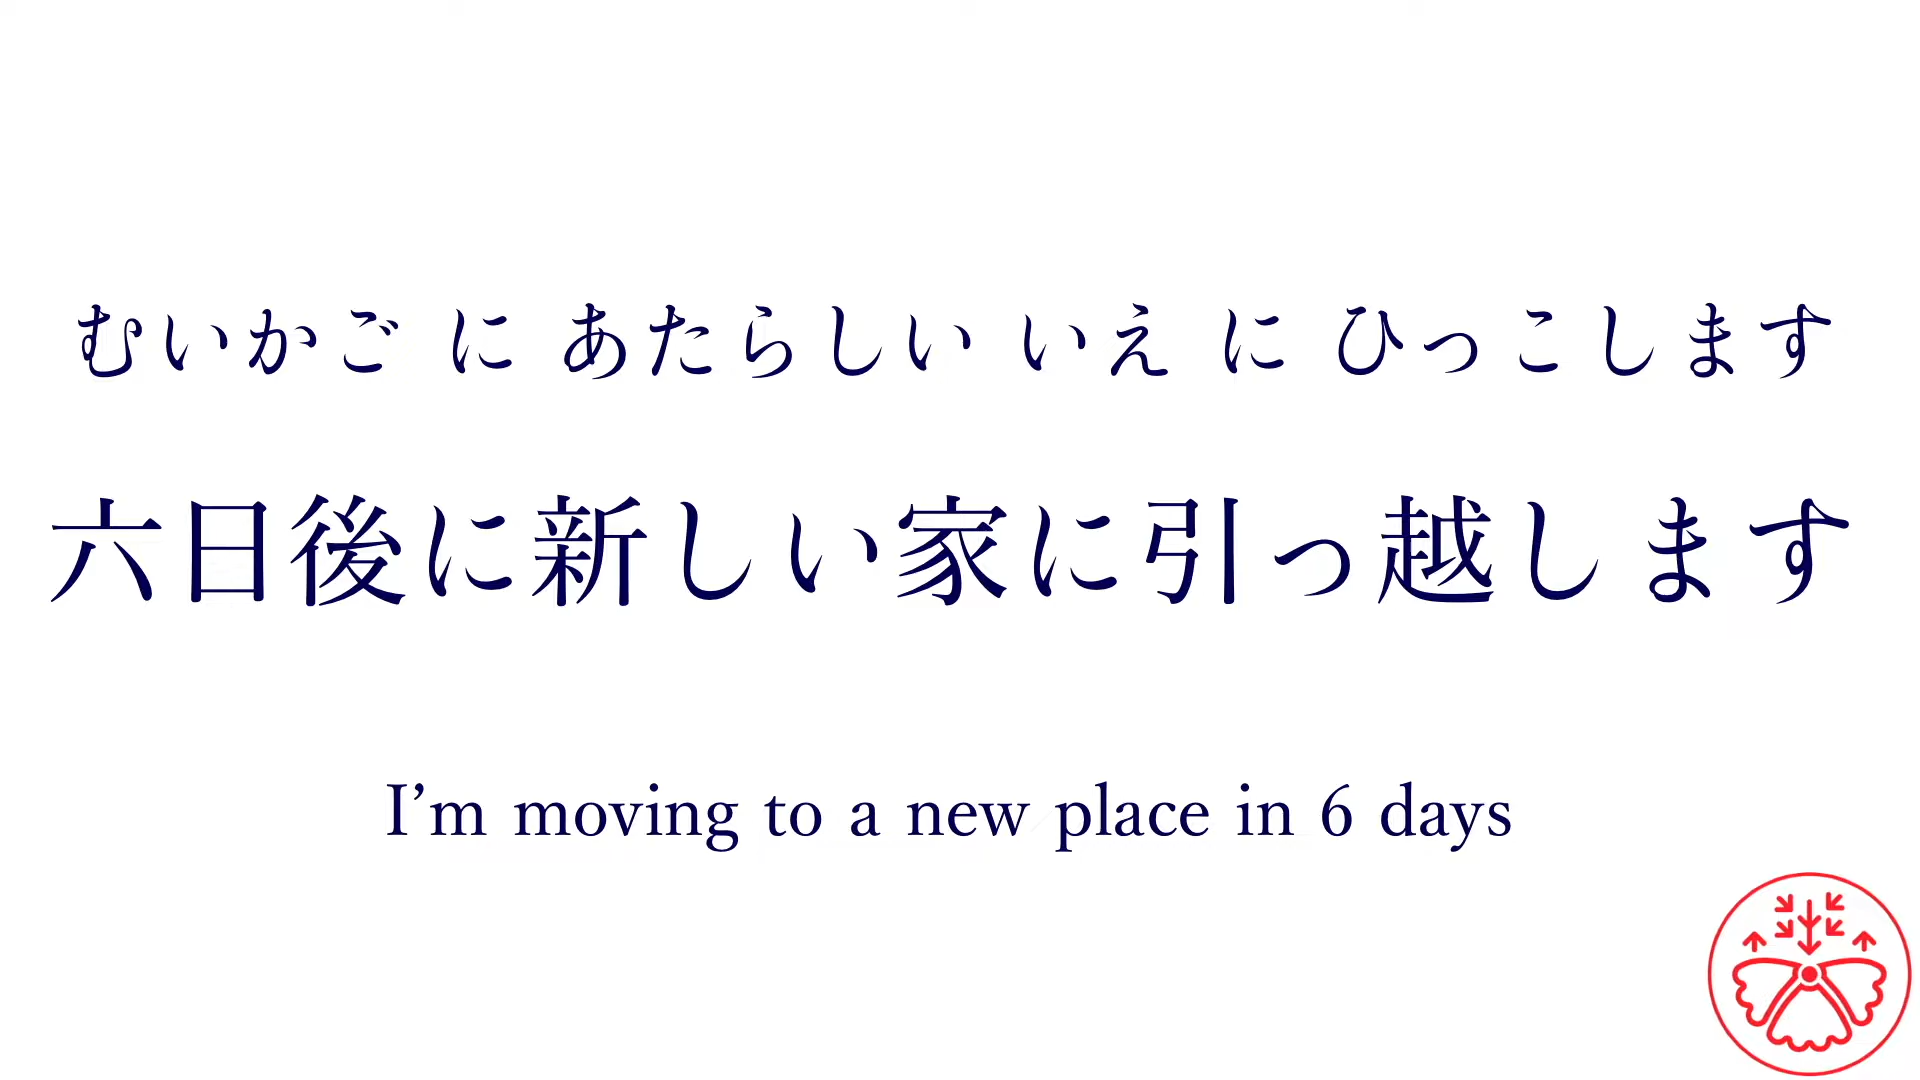 むいかご に あたらしい いえ に ひっこします
六日後に新しい家に引っ越します
I’m moving to a new place in 6 days